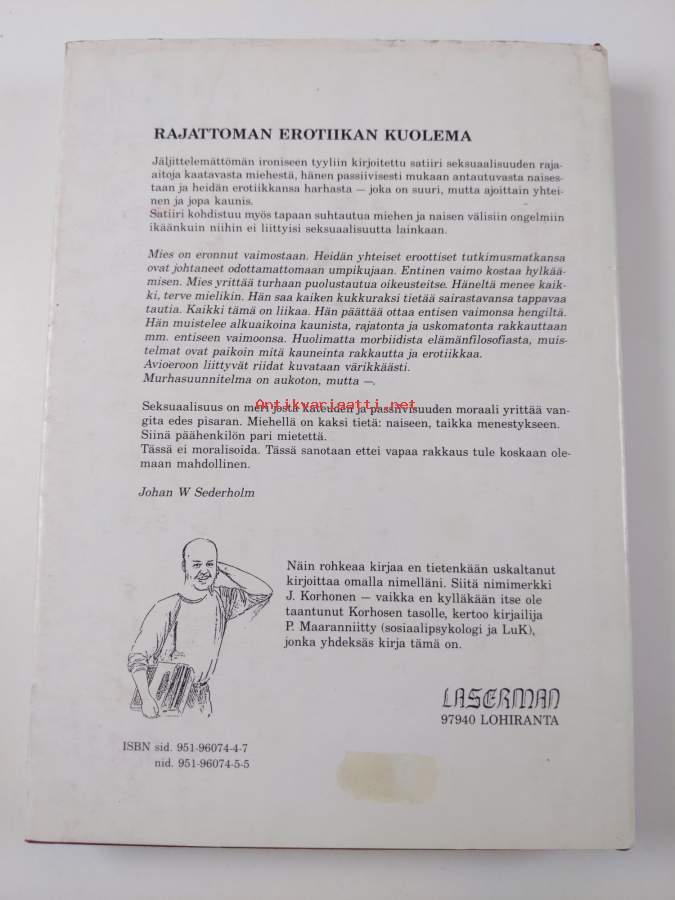 RAJATTOMAN EROTIIKAN KUOLEMA
Jäljittelemättömän ironiseen tyyliin kirjoitettu satiiri seksuaalisuuden raja-
aitoja kaatavasta miehestä, hänen passiivisesti mukaan antautuvasta naises-
taan ja heidän erotiikkansa harhasta — joka on suuri, mutta ajoittain yhtei-
nen ja jopa kaunis.
Satiiri kohdistuu myös tapaan suhtautua miehen ja naisen välisiin ongelmiin
ikäänkuin niihin ei liittyisi seksuaalisuutta lainkaan.
Mies on eronnut vaimostaan. Heidän yhteiset eroottiset tutkimusmatkansa
ovat johtaneet odottamattomaan umpikujaan. Entinen vaimo kostaa hylkää-
misen. Mies yrittää turhaan puolustautua oikeusteitse. Häneltä menee kaik-
ki, terve mielikin. Hän saa kaiken kukkuraksi tietää sairastavansa tappavaa
tautia. Kaikki tämä on liikaa. Hän päättää ottaa entisen vaimonsa hengiltä.
Hän muistelee alkuaikoina kaunista, rajatonta ja uskomatonta rakkauttaan
mm. entiseen vaimoonsa. Huolimatta morbiidista elämänfilosofiasta, muis-
telmat ovat paikoin mitä kauneinta rakkautta ja erotiikkaa.
Avioeroon liittyvät riidat kuvataan värikkäästi.
Murhasuunnitelma on aukoton, mutta —.
Antikvariaatti.net
Seksuaalisuus on meri josta kateuden ja passiivisuuden moraali yrittää van-
gita edes pisaran. Miehellä on kaksi tietä: naiseen, taikka menestykseen.
Siinä päähenkilön pari mietettä.
Tässä ei moralisoida. Tässä sanotaan ettei vapaa rakkaus tule koskaan ole-
maan mahdollinen.
Johan W Sederholm
Näin rohkeaa kirjaa en tietenkään uskaltanut
kirjoittaa omalla nimelläni. Siitä nimimerkki
J. Korhonen — vaikka en kylläkään itse ole
taantunut Korhosen tasolle, kertoo kirjailija
P. Maaranniitty (sosiaalipsykologi ja LuK),
jonka yhdeksäs kirja tämä on.
LASERMAN
97940 LOHIRANTA
ISBN sid. 951-96074-4-7
nid. 951-96074-5-5